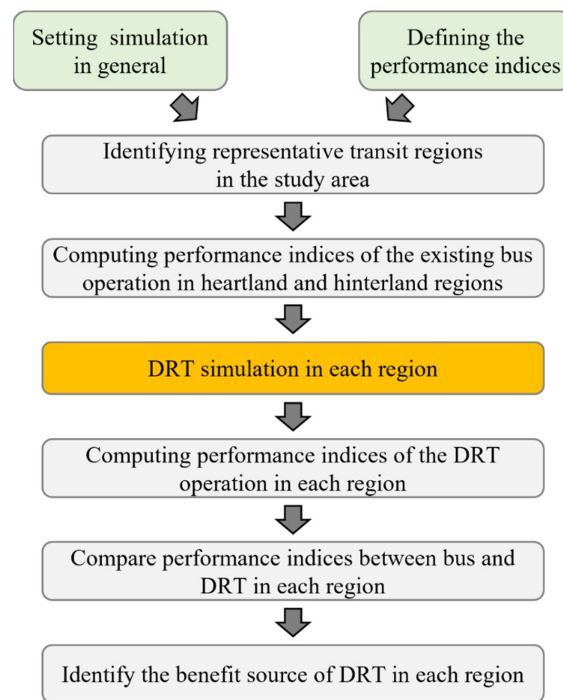 Setting simulation
in general
Defining the
performance indices
Identifying representative transit regions
in the study area
Computing performance indices of the existing bus
operation in heartland and hinterland regions
DRT simulation in each region
Computing performance indices of the DRT
operation in each region
Compare performance indices between bus and
DRT in each region
Identify the benefit source of DRT in each region